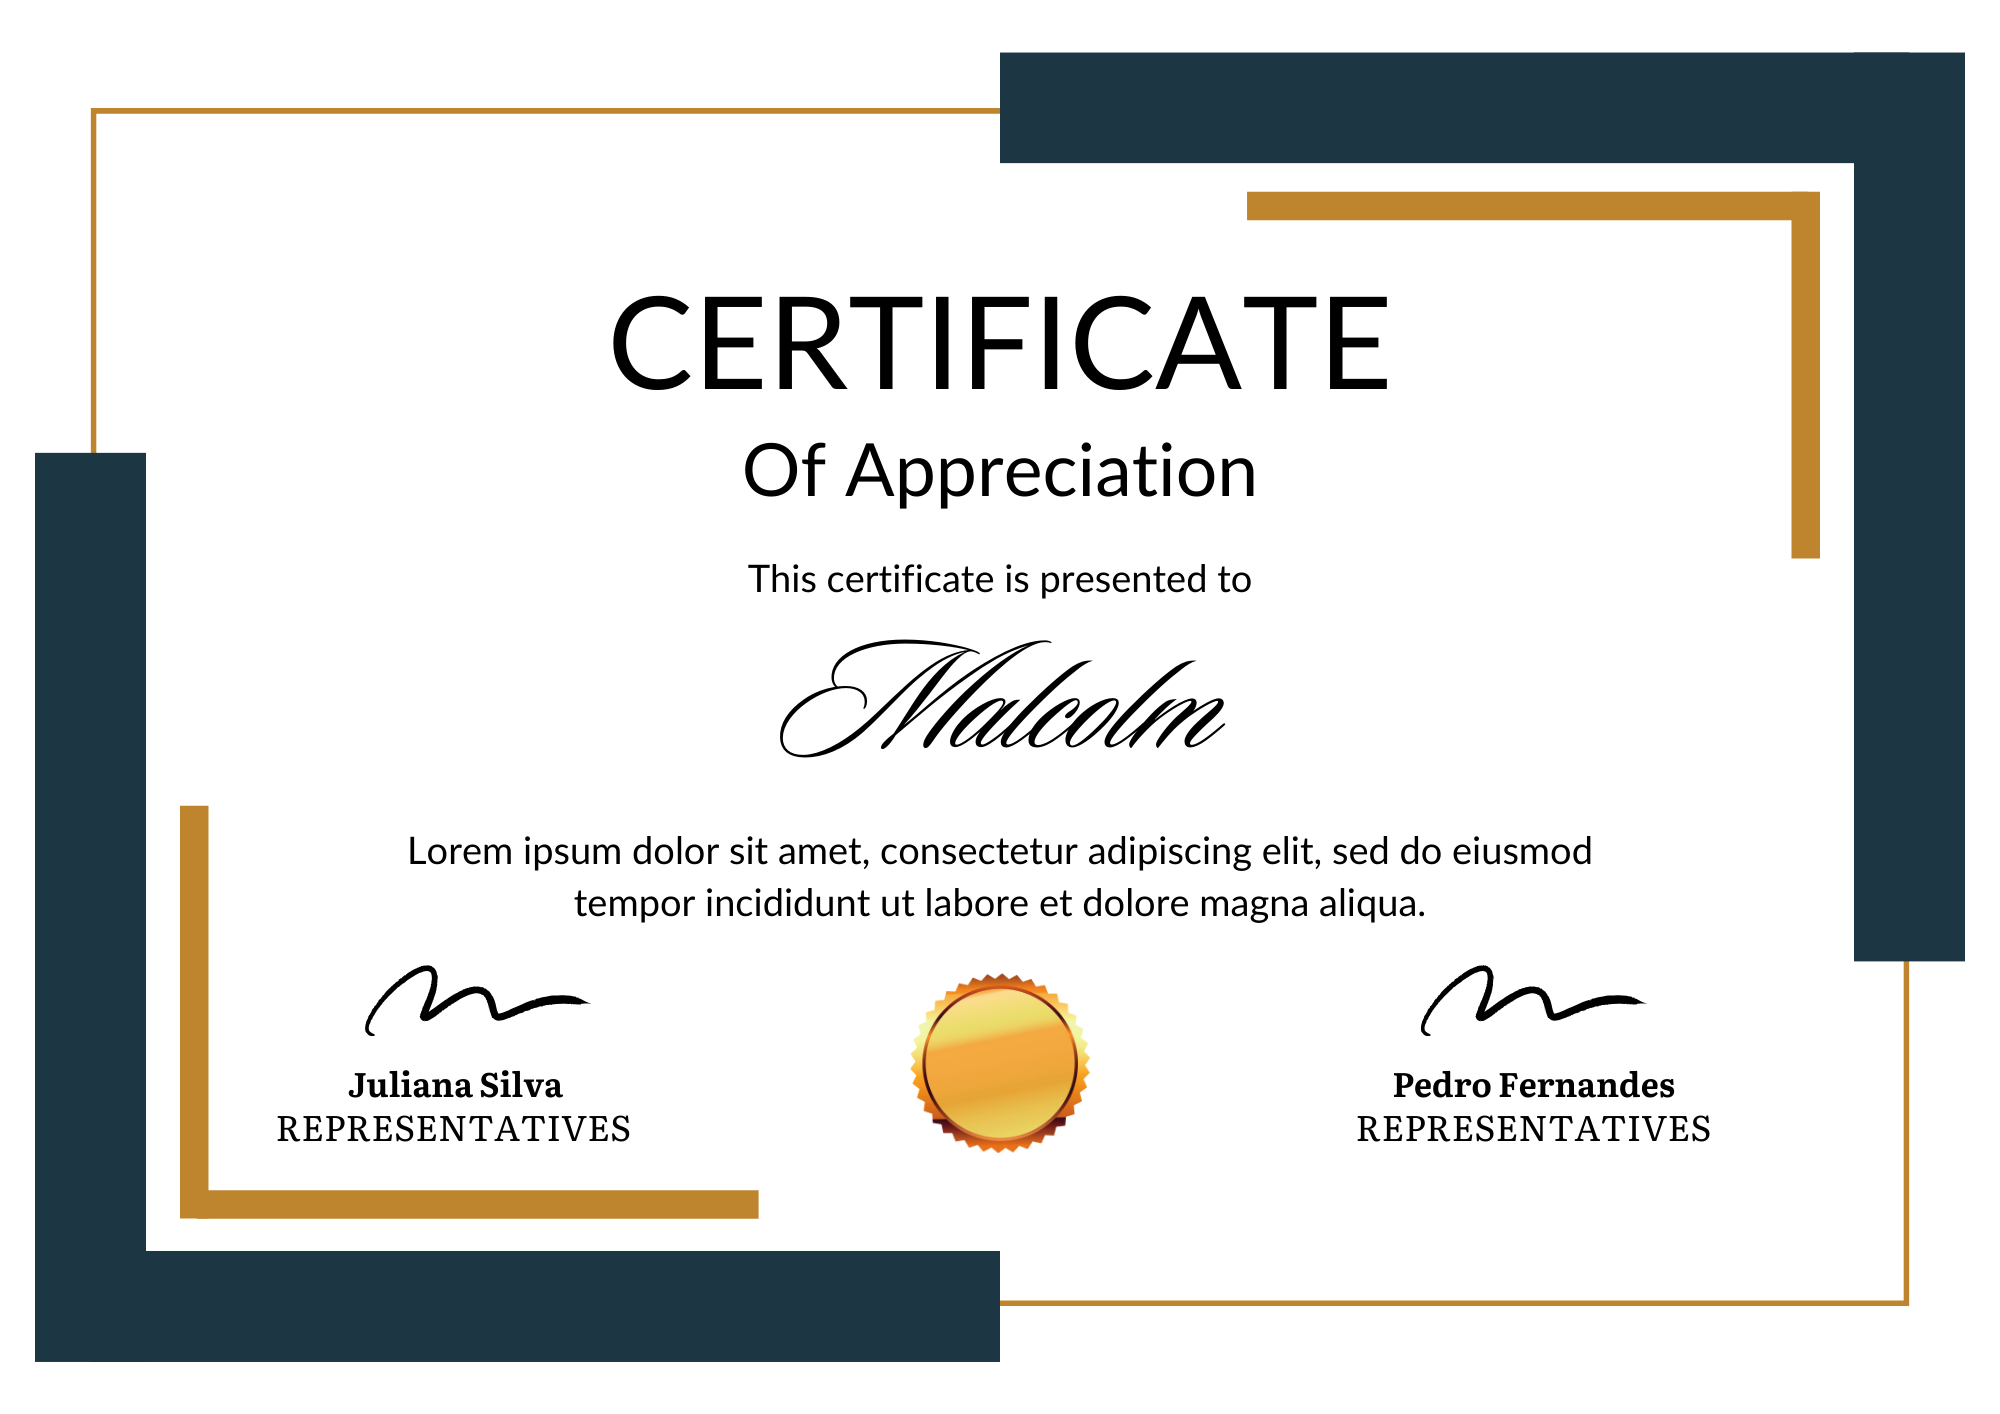 CERTIFICATE
Of Appreciation
This certificate is presented to
Malcolm
Lorem ipsum dolor sit amet, consectetur adipiscing elit, sed do eiusmod
tempor incididunt ut labore et dolore magna aliqua.
Juliana Silva
REPRESENTATIVES
Pedro Fernandes
REPRESENTATIVES